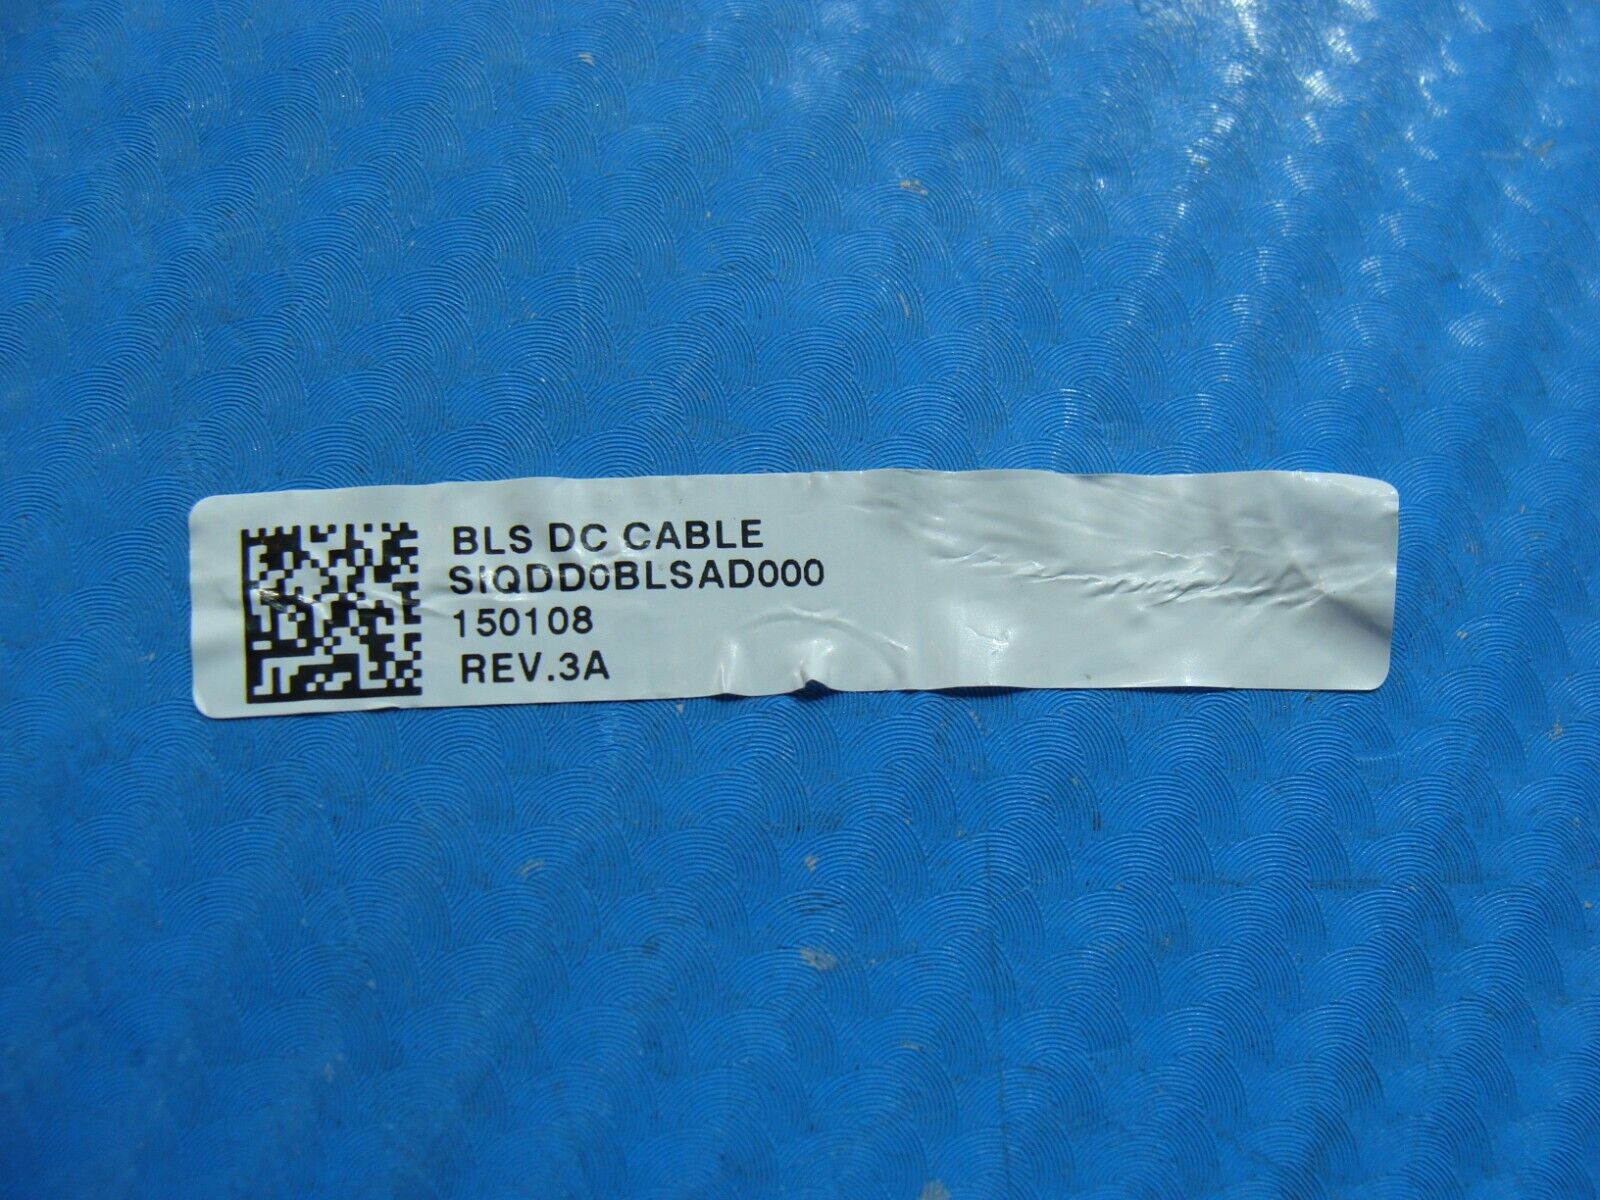 BLS DC CABLE
SIQDD0BLSAD000
150108
REV.3A